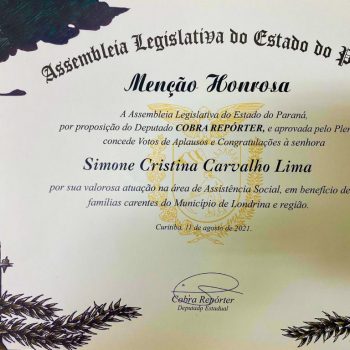 Assembleia Legislativa do Estado do P
Menção Honrosa
A Assembleia Legislativa do Estado do Paraná,
por proposição do Deputado COBRA REPÓRTER, e aprovada pelo Plen
concede Votos de Aplausos e Congratulações à senhora
Simone Cristina Carvalho Lima
por sua valorosa atuação na área de Assistência Social, em benefício de
famílias carentes do Município de Londrina e região.
Curitiba, 11 de agosto de 2021.
Cobra Repórter
Deputado Estadual